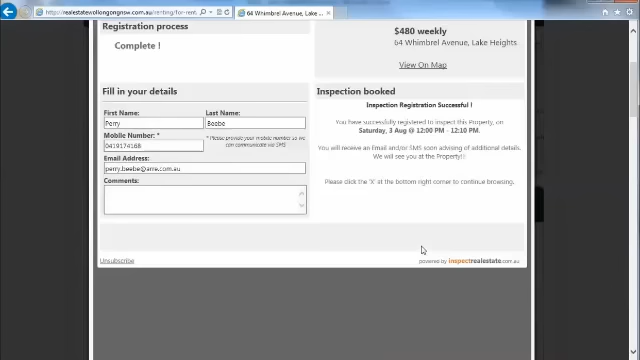 http://realestatewollongongnsw.com.au/renting/for-rent.
64 Whimbrel Avenue, Lake ...
Registration process
Complete !
$480 weekly
64 Whimbrel Avenue, Lake Heights
View On Map
Fill in your details
First Name:
Last Name:
Perry
Beebe
Mobile Number: *
* Please provide your mobile number so we
can communicate via SMS
0419174168
Email Address:
perry.beebe@arre.com.au
Comments:
Inspection booked
Inspection Registration Successful !
You have successfully registered to inspect this Property, on
Saturday, 3 Aug @ 12:00 PM - 12:10 PM.
You will receive an Email and/or SMS soon advising of additional details.
We will see you at the Property!!
Please click the 'X' at the bottom right corner to continue browsing.
Unsubscribe
powered by inspectrealestate.com.au